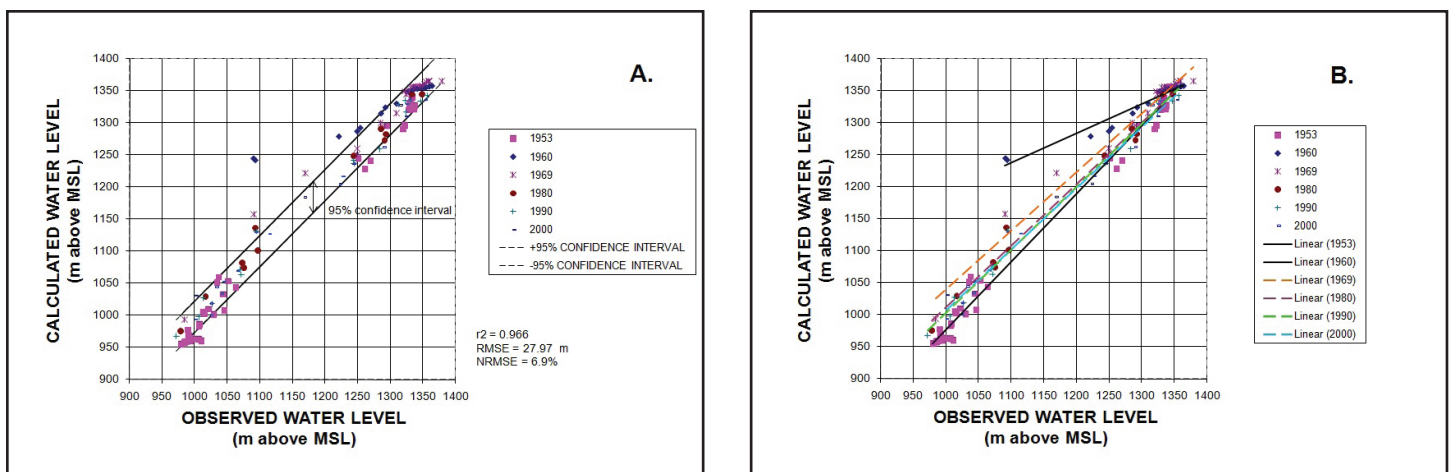 A.
CALCULATED WATER LEVEL
(m above MSL)
1400
1350
1300
1250
1200
1150
1100
1050
1000
950
900
900 950 1000 1050 1100 1150 1200 1250 1300 1350 1400
OBSERVED WATER LEVEL
(m above MSL)
95% confidence interval
1953
1960
1969
1980
1990
2000
+95% CONFIDENCE INTERVAL
-95% CONFIDENCE INTERVAL
r2 = 0.966
RMSE = 27.97 m
NRMSE = 6.9%
B.
CALCULATED WATER LEVEL
(m above MSL)
1400
1350
1300
1250
1200
1150
1100
1050
1000
950
900
900 950 1000 1050 1100 1150 1200 1250 1300 1350 1400
OBSERVED WATER LEVEL
(m above MSL)
1953
1960
1969
1980
1990
2000
Linear (1953)
Linear (1960)
Linear (1969)
Linear (1980)
Linear (1990)
Linear (2000)